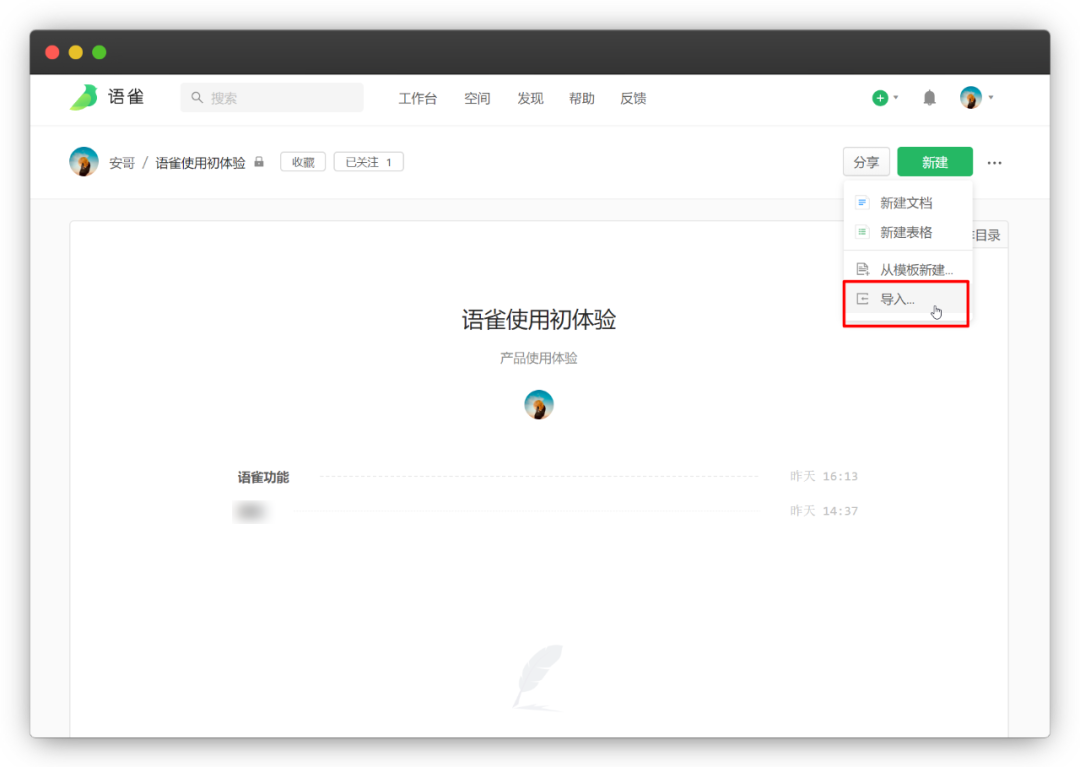 语雀
搜索
工作台 空间 发现 帮助 反馈
安哥 / 语雀使用初体验 收藏 已关注 1 分享 新建 ···
新建文档
新建表格
目录
从模板新建...
导入...
语雀使用初体验
产品使用体验
语雀功能 昨天 16:13
昨天 14:37